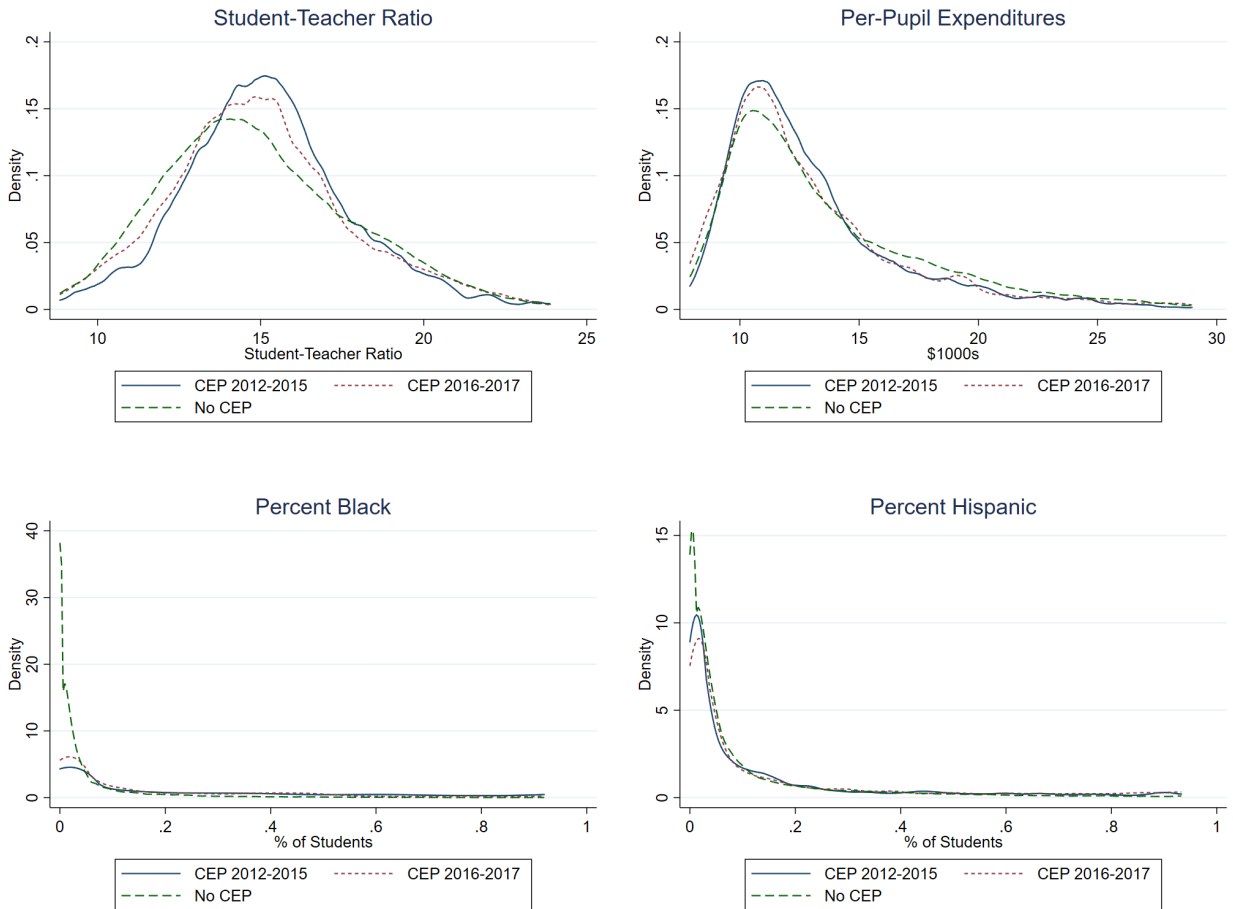 Student-Teacher Ratio
.2
.15
.1
.05
0
Density
10 15 20 25
Student-Teacher Ratio
CEP 2012-2015 CEP 2016-2017
No CEP
Per-Pupil Expenditures
.2
.15
.1
.05
0
Density
10 15 20 25 30
$1000s
CEP 2012-2015 CEP 2016-2017
No CEP
Percent Black
40
30
20
10
0
Density
0 .2 .4 .6 .8 1
% of Students
CEP 2012-2015 CEP 2016-2017
No CEP
Percent Hispanic
15
10
5
0
Density
0 .2 .4 .6 .8 1
% of Students
CEP 2012-2015 CEP 2016-2017
No CEP